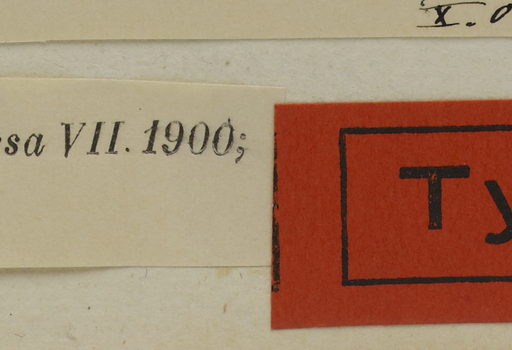 X.
sa VII. 1900;
Ty